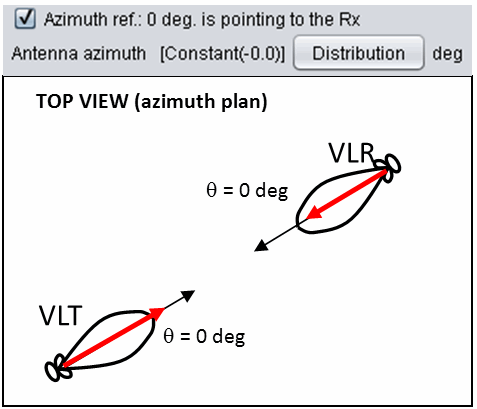 Azimuth ref.: 0 deg. is pointing to the Rx
Antenna azimuth [Constant(-0.0)] Distribution deg
TOP VIEW (azimuth plan)
VLR
θ = 0 deg
VLT
θ = 0 deg